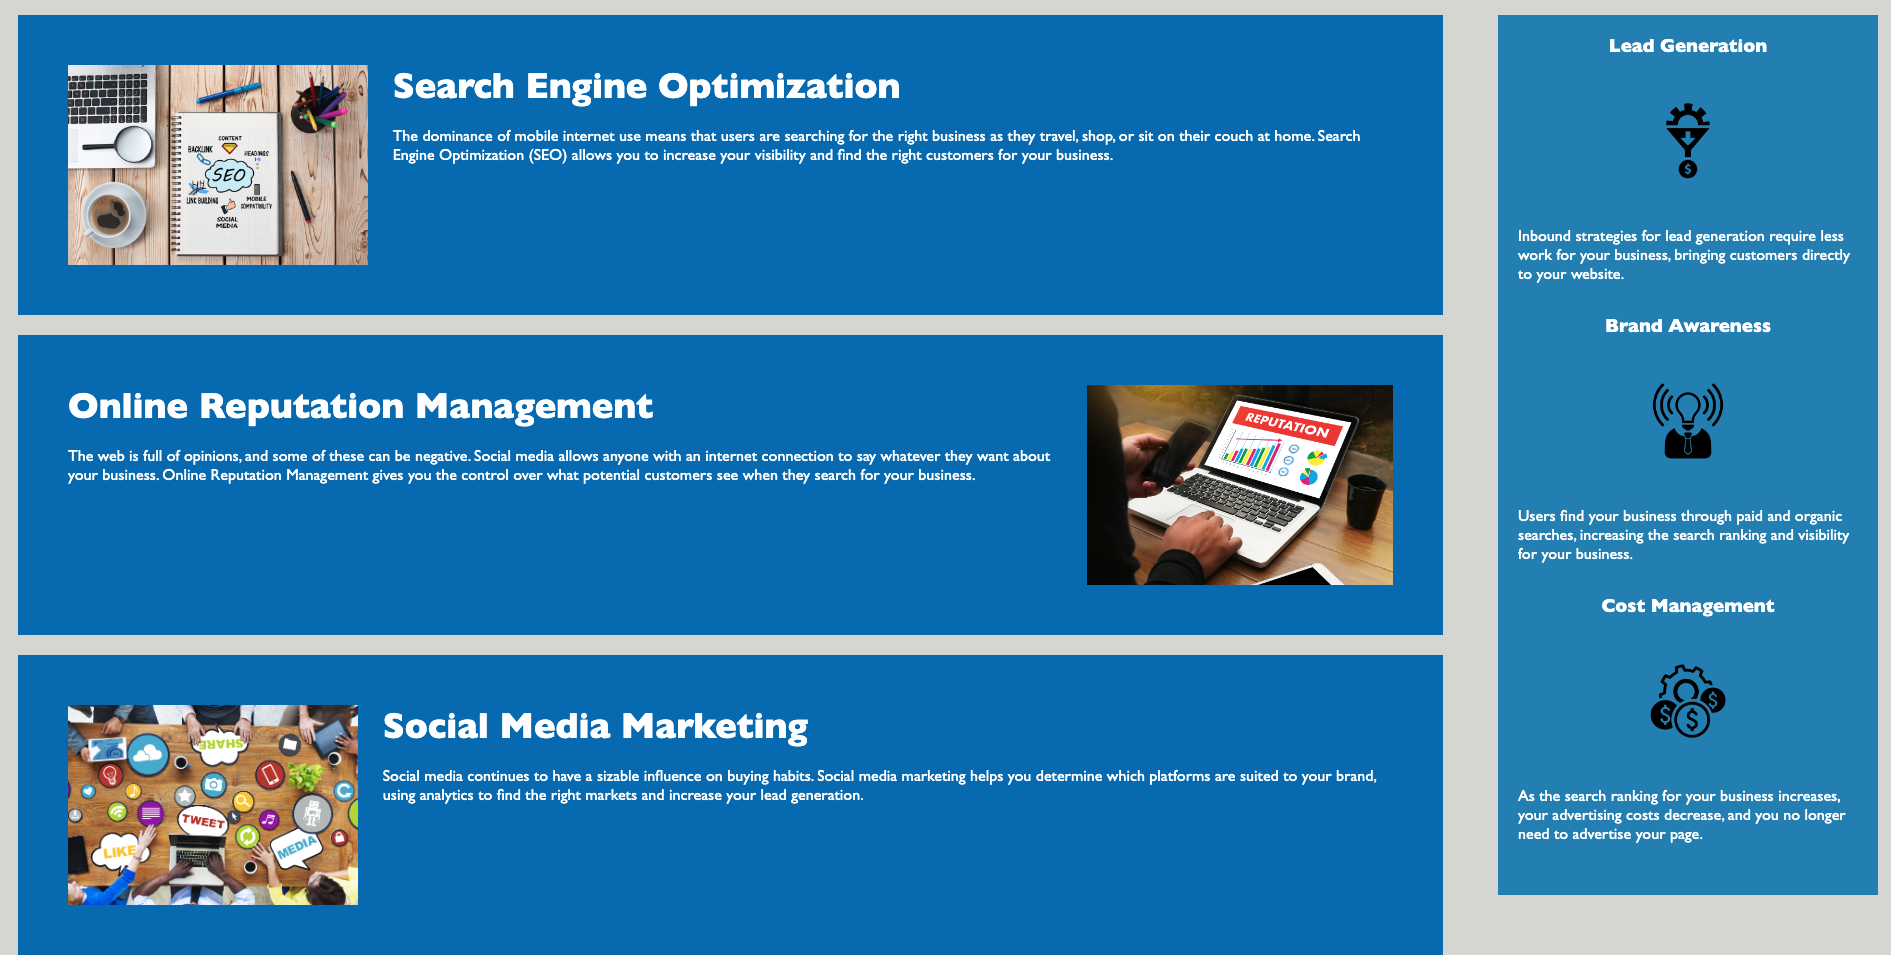 Search Engine Optimization
The dominance of mobile internet use means that users are searching for the right business as they travel, shop, or sit on their couch at home. Search
Engine Optimization (SEO) allows you to increase your visibility and find the right customers for your business.
CONTENT
BACKLINK
HEADINGS
SEO
LINK BUILDING
MOBILE
COMPATIBILITY
SOCIAL
MEDIA
Online Reputation Management
The web is full of opinions, and some of these can be negative. Social media allows anyone with an internet connection to say whatever they want about
your business. Online Reputation Management gives you the control over what potential customers see when they search for your business.
REPUTATION
Social Media Marketing
Social media continues to have a sizable influence on buying habits. Social media marketing helps you determine which platforms are suited to your brand,
using analytics to find the right markets and increase your lead generation.
SHARE
TWEET
LIKE
MEDIA
Lead Generation
$
Inbound strategies for lead generation require less
work for your business, bringing customers directly
to your website.
Brand Awareness
Users find your business through paid and organic
searches, increasing the search ranking and visibility
for your business.
Cost Management
$ $ $
As the search ranking for your business increases,
your advertising costs decrease, and you no longer
need to advertise your page.